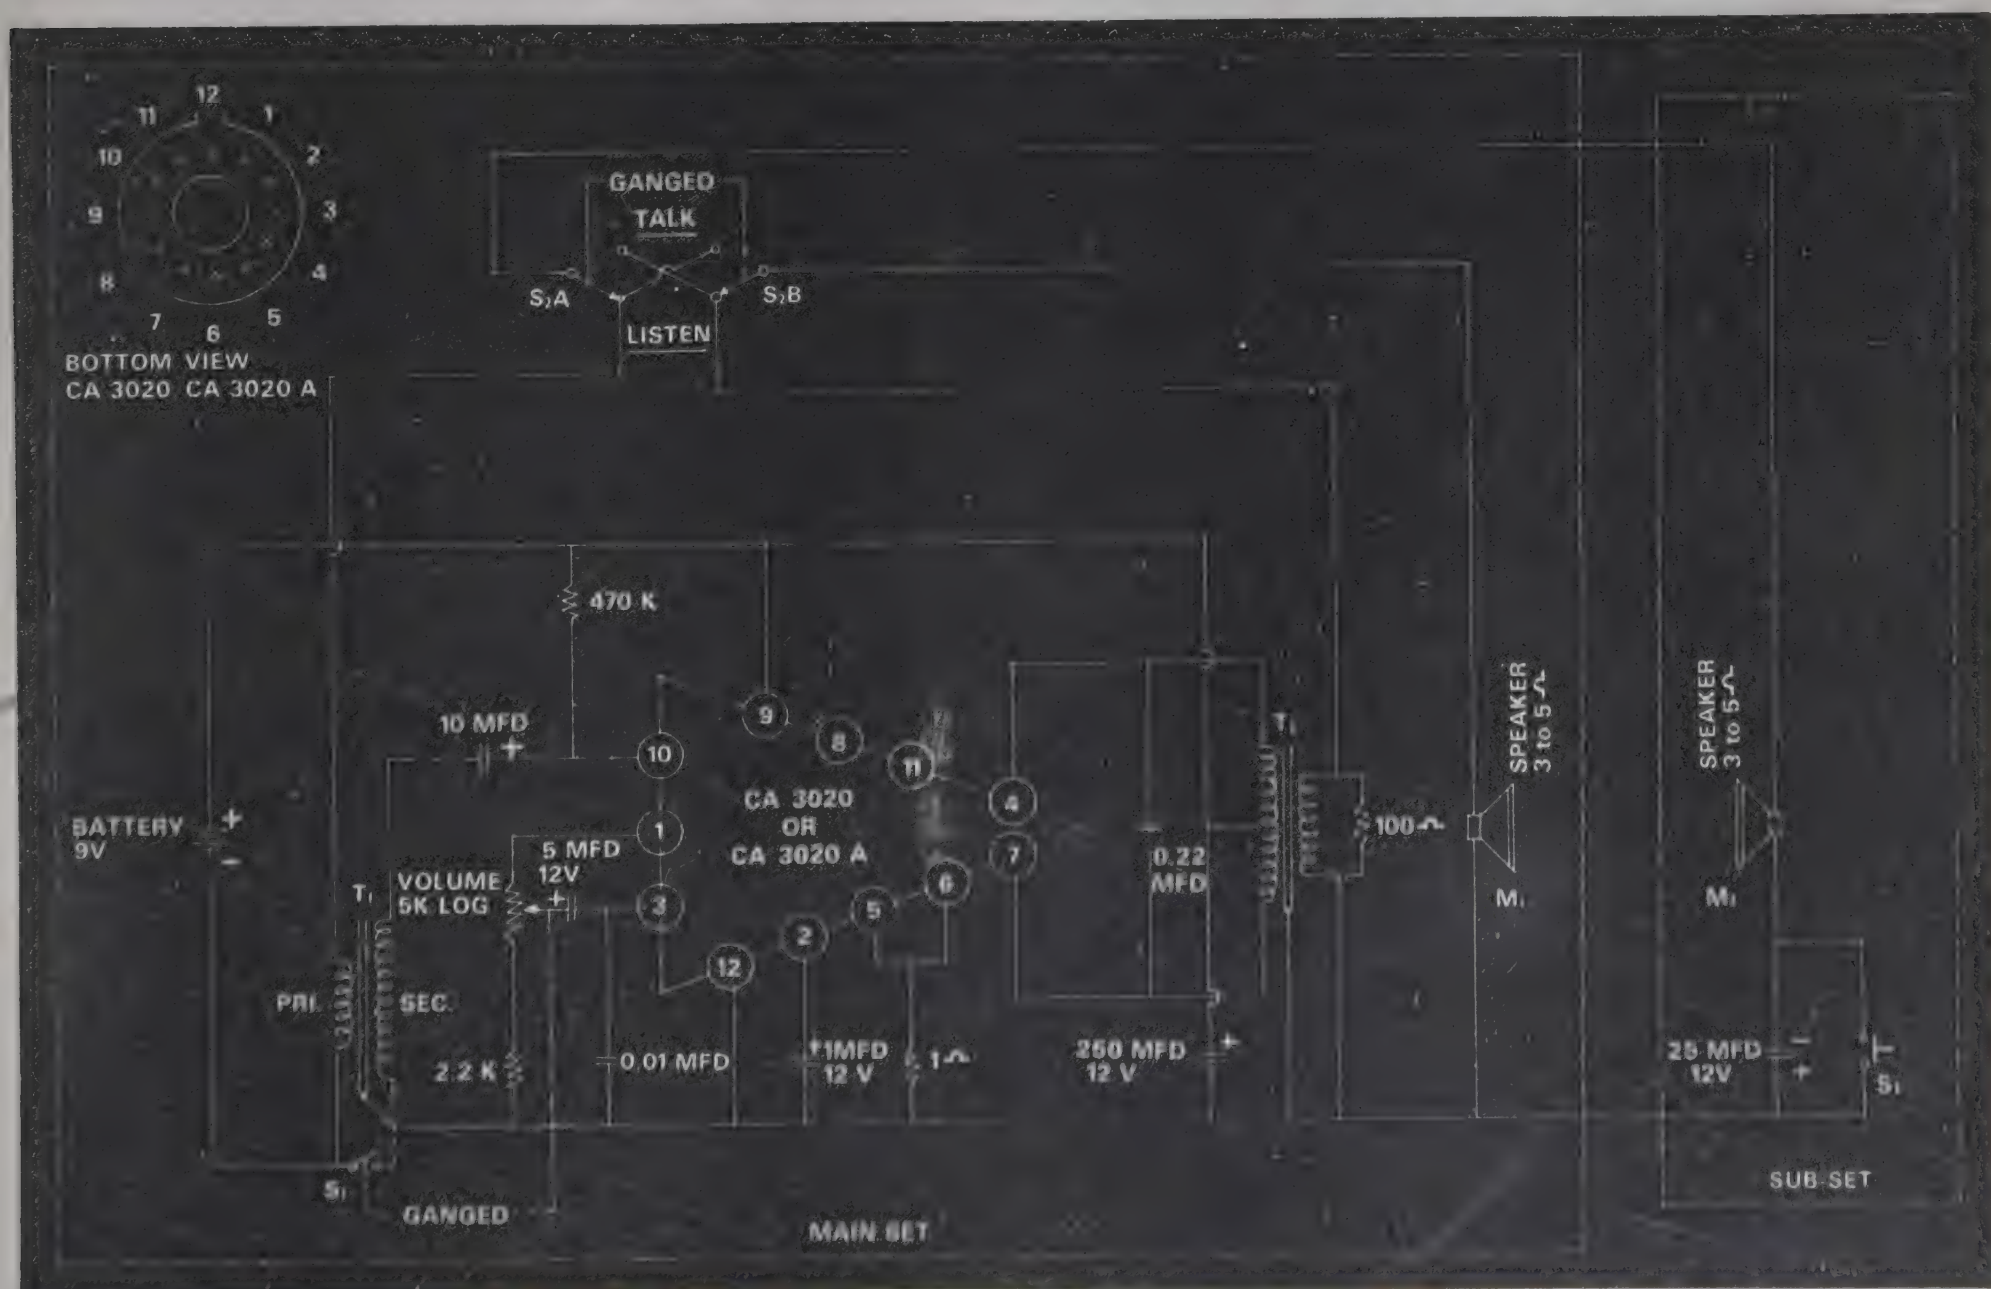 12
11
1
10
2
9
3
8
4
7
6
5
BOTTOM VIEW
CA 3020 CA 3020 A
GANGED
TALK
S₂A
S₂B
LISTEN
470 K
10 MFD
+
9
8
10
11
4
CA 3020
OR
CA 3020 A
1
7
BATTERY
9V
+
-
5 MFD
12V
+
VOLUME
5K LOG
T₁
3
12
2
5
6
PRI.
SEC.
2.2 K
0.01 MFD
+1MFD
12 V
1 Ω
0.22
MFD
250 MFD
12 V
+
T₁
100 Ω
SPEAKER
3 to 5 Ω
M₁
SPEAKER
3 to 5 Ω
M₁
25 MFD
12V
-
+
S₁
S₁
GANGED
MAIN SET
SUB-SET